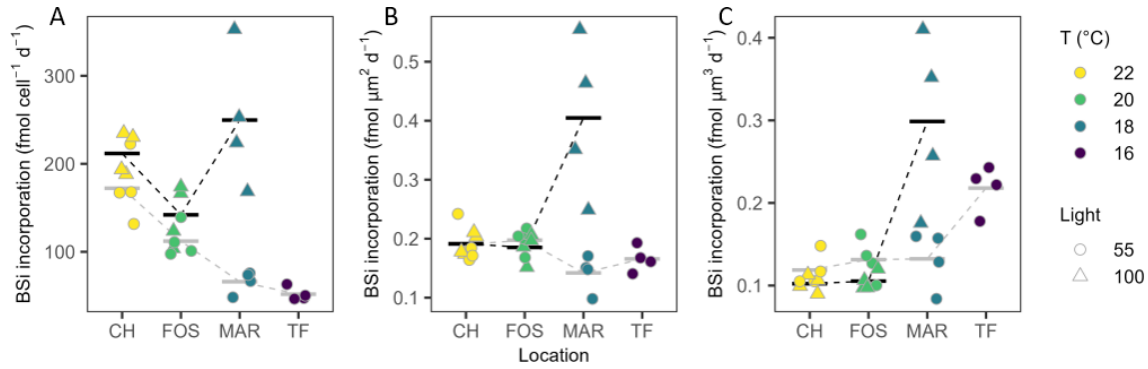 A
BSi incorporation (fmol cell⁻¹ d⁻¹)
300
200
100
CH FOS MAR TF
B
BSi incorporation (fmol μm² d⁻¹)
0.5
0.4
0.3
0.2
0.1
CH FOS MAR TF
Location
C
BSi incorporation (fmol μm³ d⁻¹)
0.4
0.3
0.2
0.1
CH FOS MAR TF
T (°C)
22
20
18
16
Light
55
100